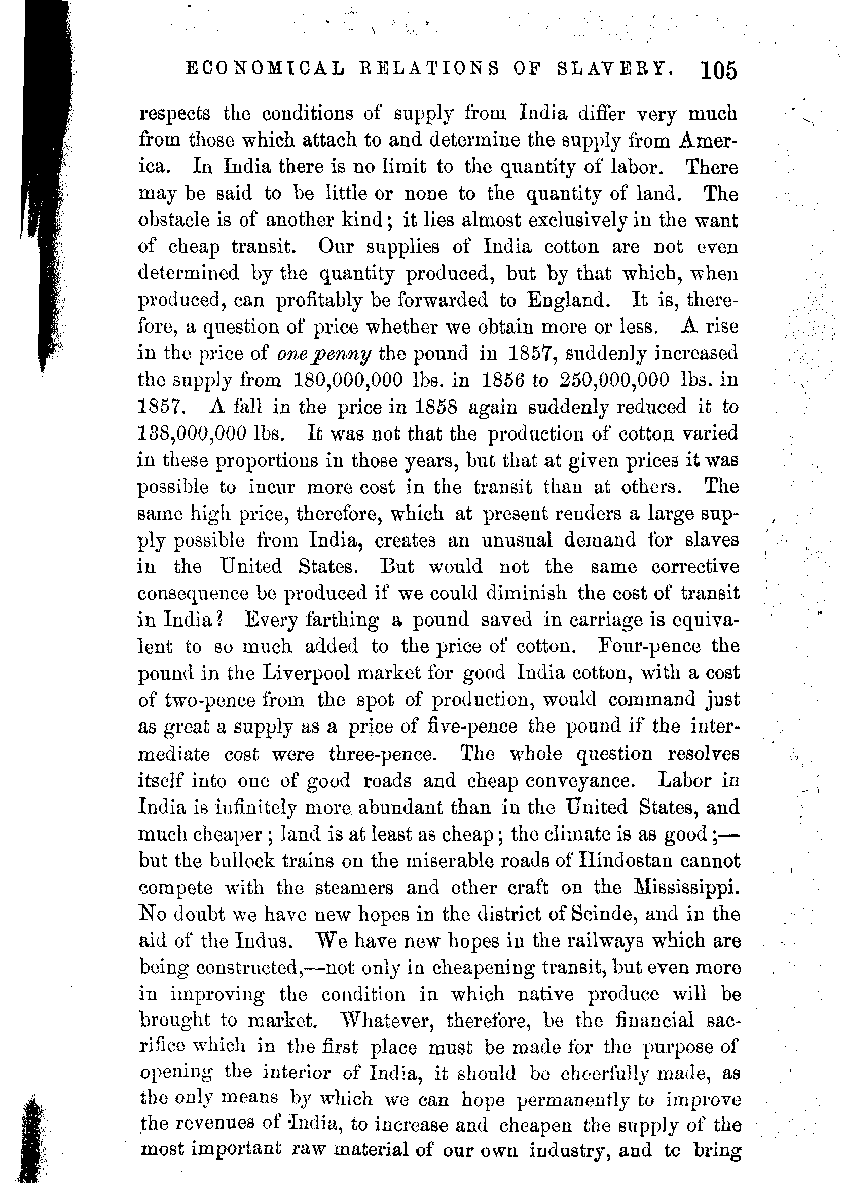 ECONOMICAL RELATIONS OF SLAVERY. 105
respects the conditions of supply from India differ very much
from those which attach to and determine the supply from Amer-
ica. In India there is no limit to the quantity of labor. There
may be said to be little or none to the quantity of land. The
obstacle is of another kind; it lies almost exclusively in the want
of cheap transit. Our supplies of India cotton are not even
determined by the quantity produced, but by that which, when
produced, can profitably be forwarded to England. It is, there-
fore, a question of price whether we obtain more or less. A rise
in the price of one penny the pound in 1857, suddenly increased
the supply from 180,000,000 lbs. in 1856 to 250,000,000 lbs. in
1857. A fall in the price in 1858 again suddenly reduced it to
138,000,000 lbs. It was not that the production of cotton varied
in these proportions in those years, but that at given prices it was
possible to incur more cost in the transit than at others. The
same high price, therefore, which at present renders a large sup-
ply possible from India, creates an unusual demand for slaves
in the United States. But would not the same corrective
consequence be produced if we could diminish the cost of transit
in India? Every farthing a pound saved in carriage is equiva-
lent to so much added to the price of cotton. Four-pence the
pound in the Liverpool market for good India cotton, with a cost
of two-pence from the spot of production, would command just
as great a supply as a price of five-pence the pound if the inter-
mediate cost were three-pence. The whole question resolves
itself into one of good roads and cheap conveyance. Labor in
India is infinitely more abundant than in the United States, and
much cheaper; land is at least as cheap; the climate is as good;—
but the bullock trains on the miserable roads of Hindostan cannot
compete with the steamers and other craft on the Mississippi.
No doubt we have new hopes in the district of Scinde, and in the
aid of the Indus. We have new hopes in the railways which are
being constructed,—not only in cheapening transit, but even more
in improving the condition in which native produce will be
brought to market. Whatever, therefore, be the financial sac-
rifice which in the first place must be made for the purpose of
opening the interior of India, it should be cheerfully made, as
the only means by which we can hope permanently to improve
the revenues of India, to increase and cheapen the supply of the
most important raw material of our own industry, and to bring